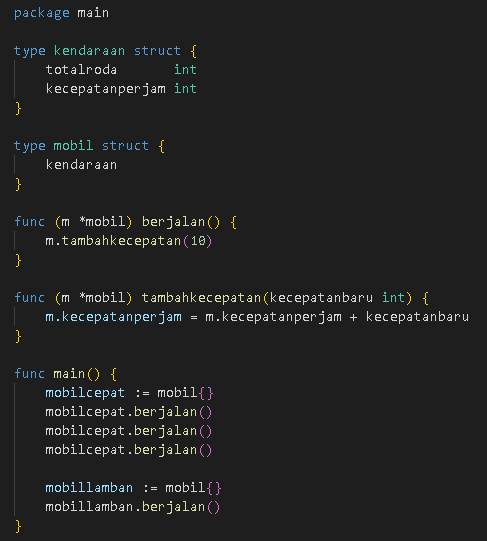 package main
type kendaraan struct {
totalroda       int
kecepatanperjam int
}
type mobil struct {
kendaraan
}
func (m *mobil) berjalan() {
m.tambahkecepatan(10)
}
func (m *mobil) tambahkecepatan(kecepatanbaru int) {
m.kecepatanperjam = m.kecepatanperjam + kecepatanbaru
}
func main() {
mobilcepat := mobil{}
mobilcepat.berjalan()
mobilcepat.berjalan()
mobilcepat.berjalan()
mobillamban := mobil{}
mobillamban.berjalan()
}